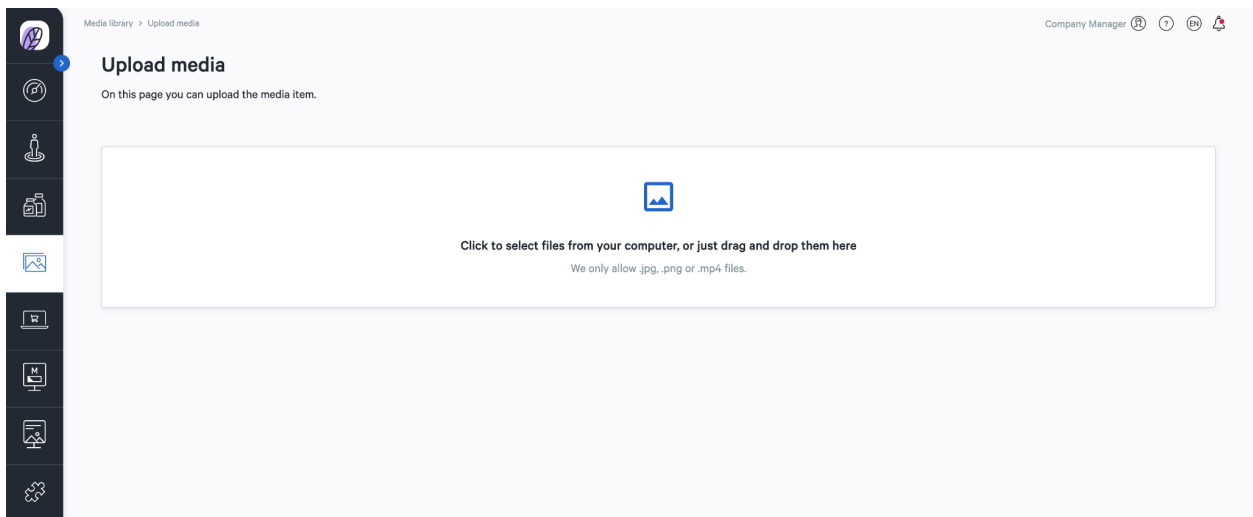 Media library > Upload media
Company Manager
?
EN
Upload media
On this page you can upload the media item.
Click to select files from your computer, or just drag and drop them here
We only allow .jpg, .png or .mp4 files.
M